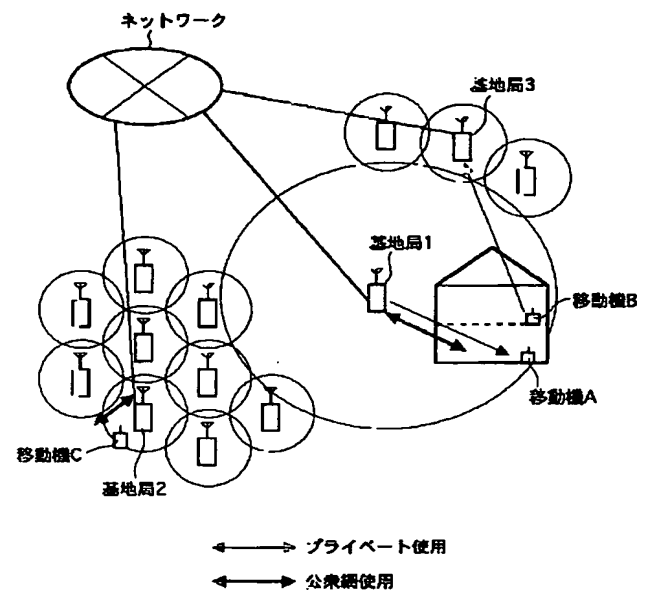 ネットワーク
基地局3
基地局1
移動機B
移動機A
移動機C
基地局2
プライベート使用
公衆網使用